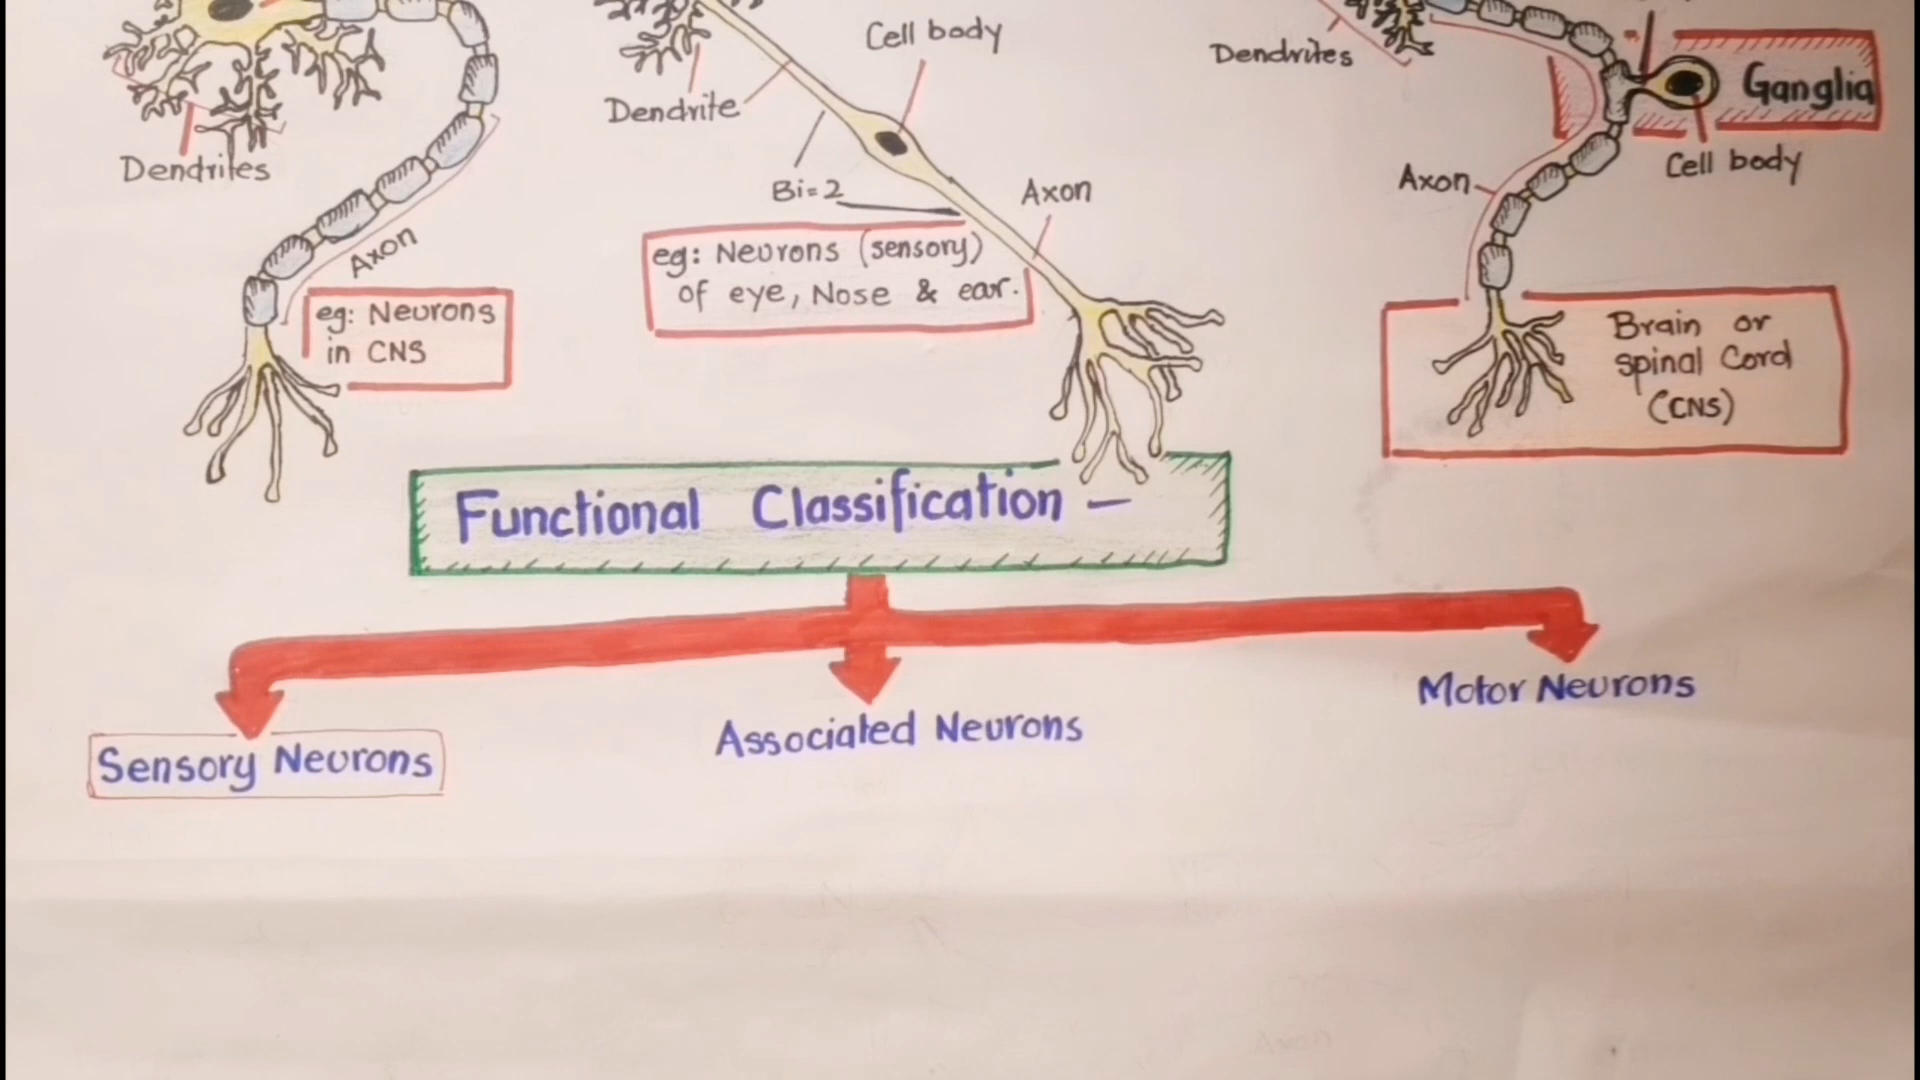 Dendrites
Axon
eg: Neurons
in CNS
Cell body
Dendrite
Bi=2
Axon
eg: Neurons (sensory)
of eye, Nose & ear.
Dendrites
Ganglia
Cell body
Axon
Brain or
spinal Cord
(CNS)
Functional Classification —
Sensory Neurons
Associated Neurons
Motor Neurons